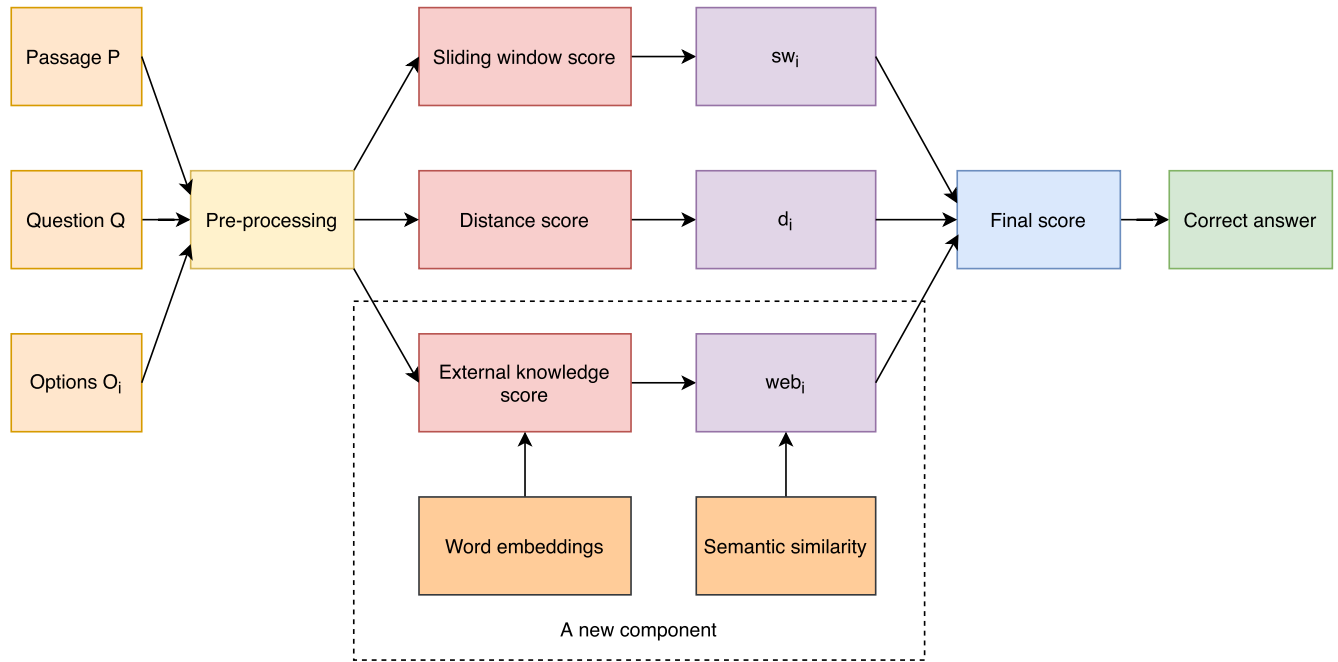 Passage P
Sliding window score
swᵢ
Question Q
Pre-processing
Distance score
dᵢ
Final score
Correct answer
Options Oᵢ
External knowledge
score
webᵢ
Word embeddings
Semantic similarity
A new component